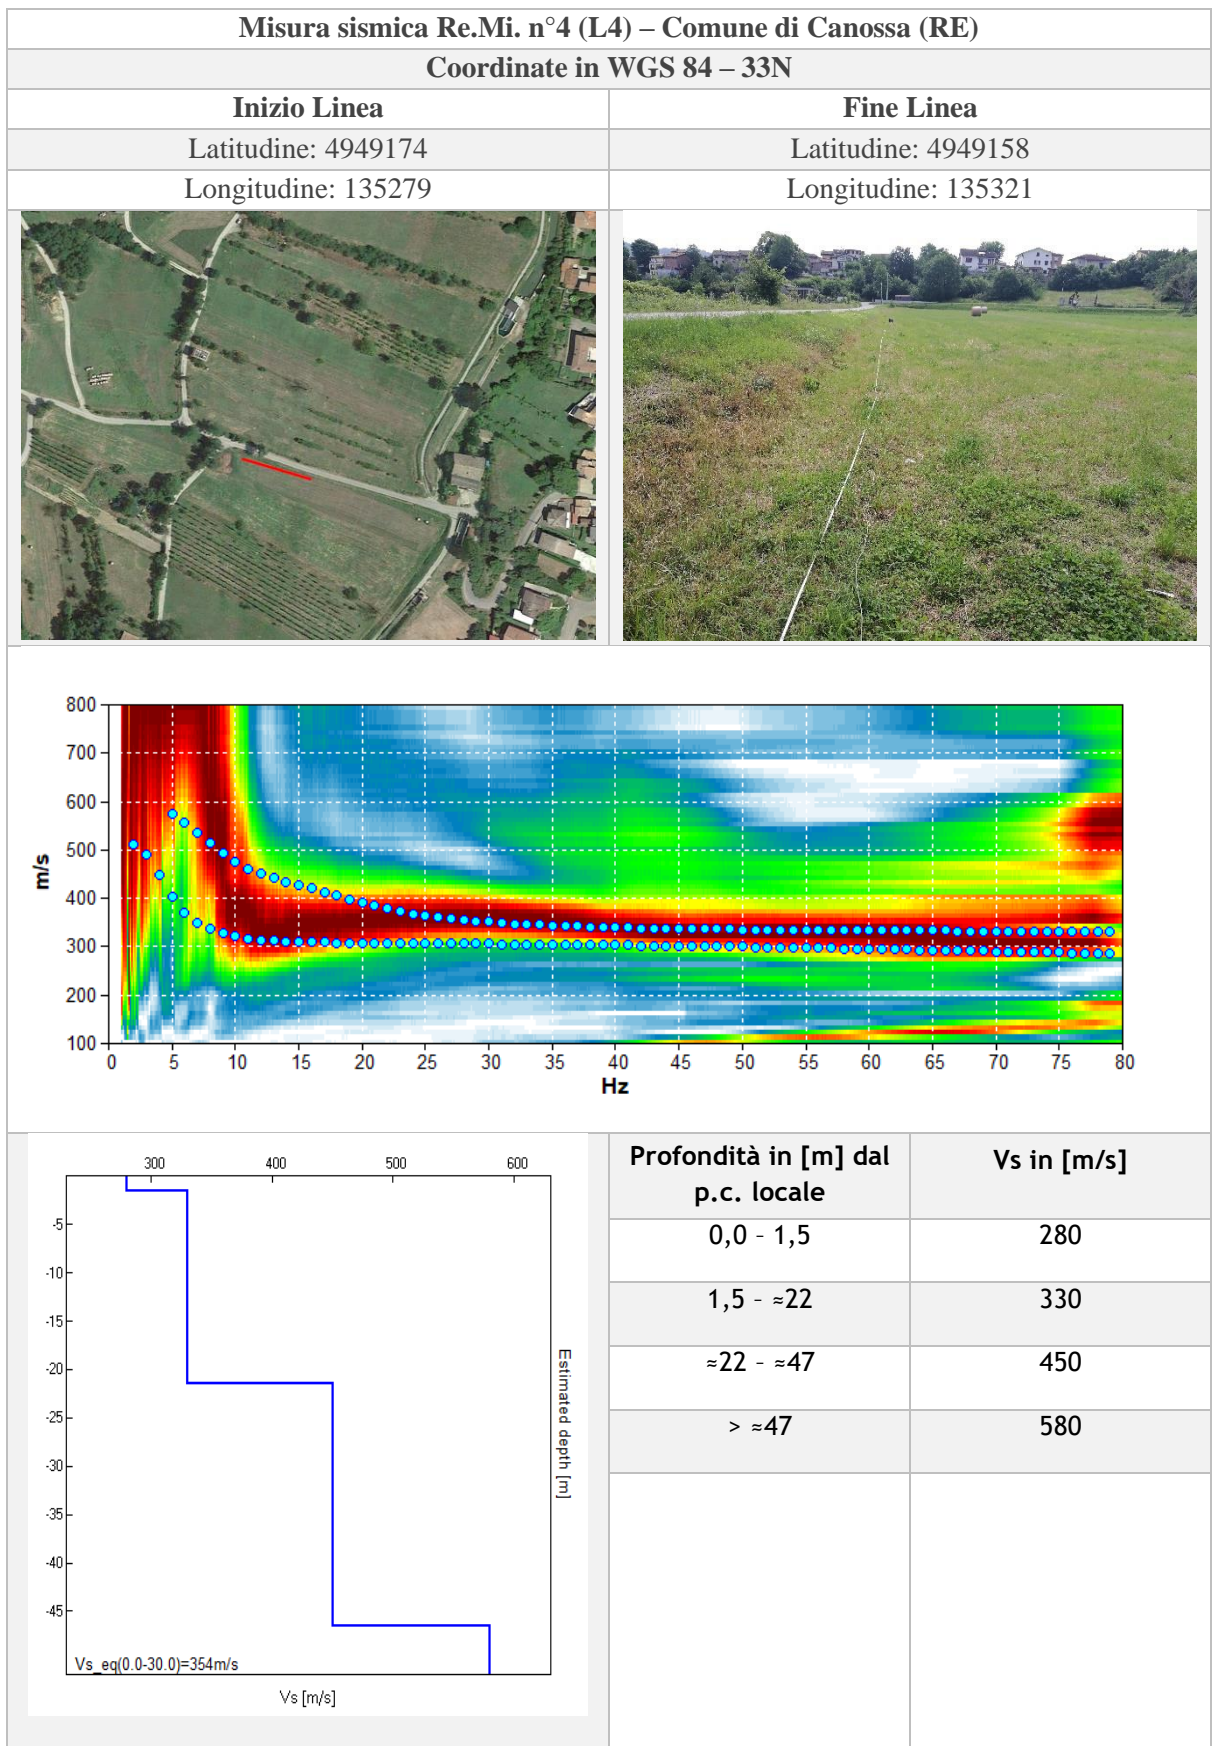 Misura sismica Re.Mi. n°4 (L4) – Comune di Canossa (RE)
Coordinate in WGS 84 – 33N
Inizio Linea
Fine Linea
Latitudine: 4949174
Latitudine: 4949158
Longitudine: 135279
Longitudine: 135321
800
700
600
500
400
300
200
100
m/s
0 5 10 15 20 25 30 35 40 45 50 55 60 65 70 75 80
Hz
300 400 500 600
-5
-10
-15
-20
-25
-30
-35
-40
-45
Estimated depth [m]
Vs_eq(0.0-30.0)=354m/s
Vs [m/s]
Profondità in [m] dal
p.c. locale
Vs in [m/s]
0,0 – 1,5
280
1,5 – ≈22
330
≈22 – ≈47
450
> ≈47
580